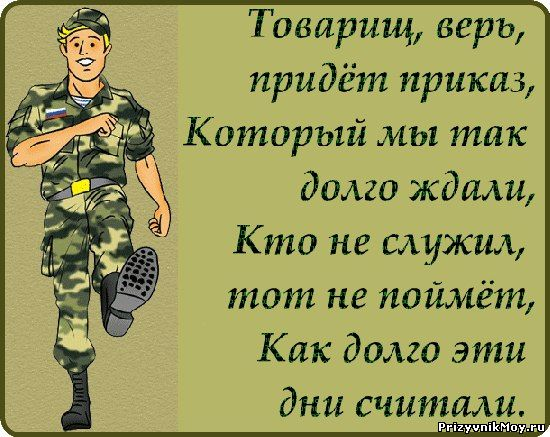 Товарищ, верь,
придёт приказ,
Который мы так
долго ждали,
Кто не служил,
тот не поймёт,
Как долго эти
дни считали.
PrizyvnikMoy.ru